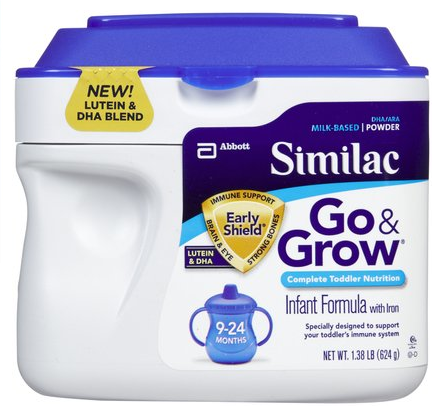 NEW!
LUTEIN &
DHA BLEND
DHA/ARA
MILK-BASED | POWDER
Abbott
Similac
IMMUNE SUPPORT
Early
Shield®
BRAIN & EYE
STRONG BONES
LUTEIN
& DHA
Go &
Grow®
Complete Toddler Nutrition
Infant Formula with Iron
9-24
MONTHS
Specially designed to support
your toddler's immune system
NET WT. 1.38 LB (624 g)